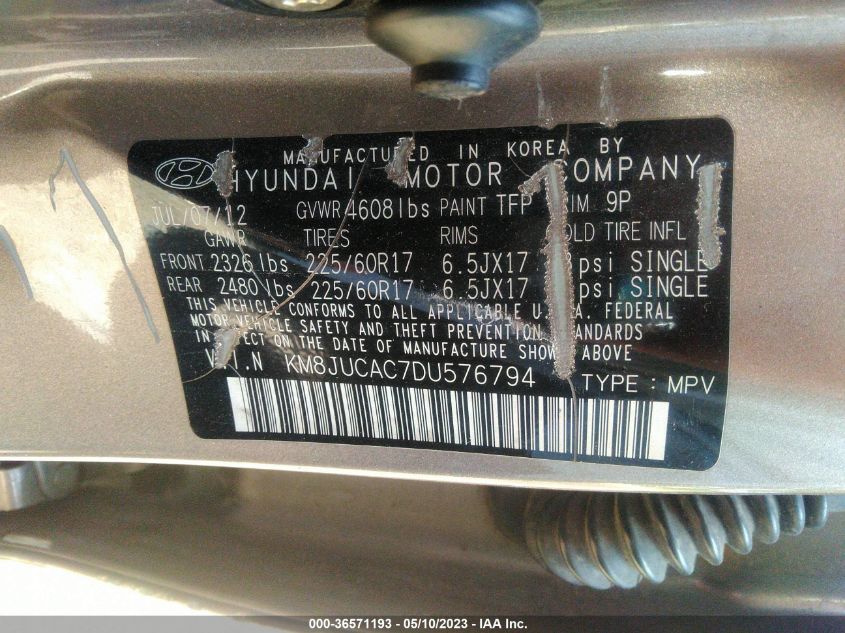 MANUFACTURED IN KOREA BY
HYUNDAI MOTOR COMPANY
JUL/07/12 GVWR 4608 lbs PAINT TFP TRIM 9P
GAWR TIRES RIMS COLD TIRE INFL
FRONT 2326 lbs 225/60R17 6.5JX17 psi SINGLE
REAR 2480 lbs 225/60R17 6.5JX17 psi SINGLE
THIS VEHICLE CONFORMS TO ALL APPLICABLE U.S.A. FEDERAL
MOTOR VEHICLE SAFETY AND THEFT PREVENTION STANDARDS
IN EFFECT ON THE DATE OF MANUFACTURE SHOWN ABOVE
V.I.N KM8JUCAC7DU576794 TYPE : MPV
000-36571193 - 05/10/2023 - IAA Inc.